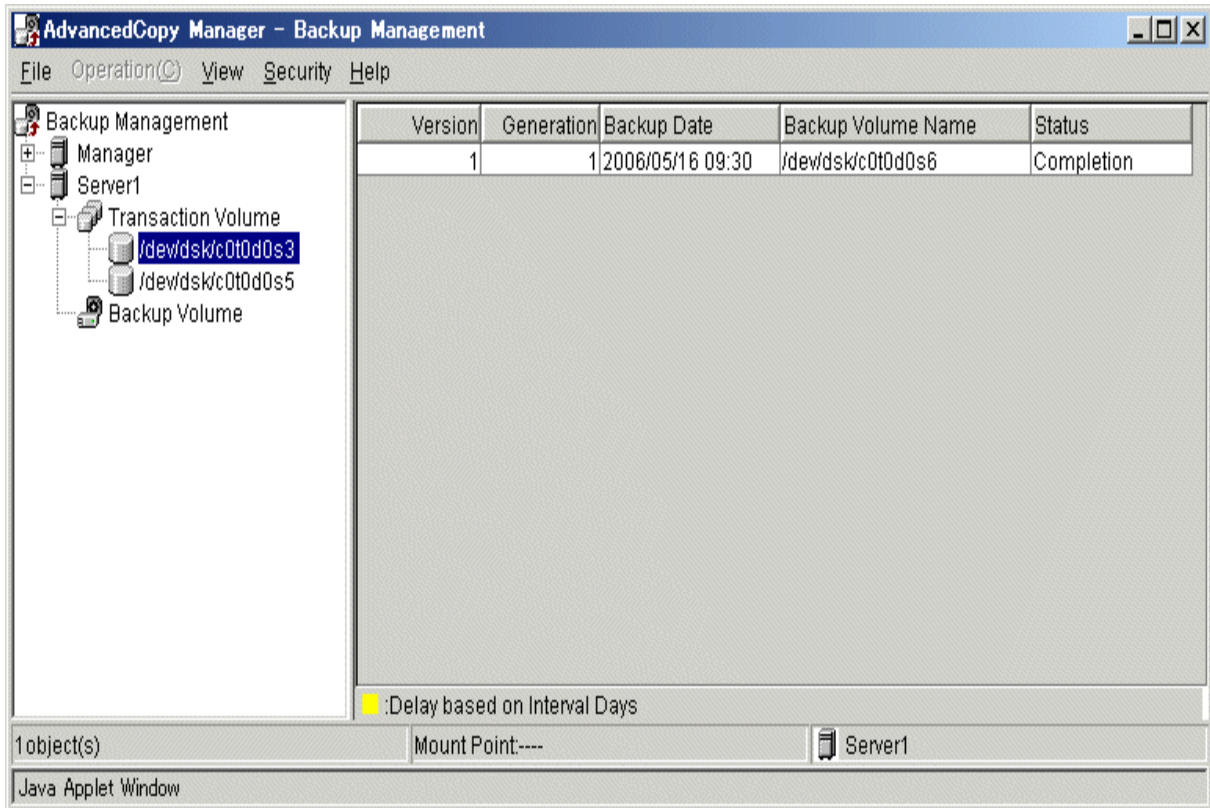 AdvancedCopy Manager - Backup Management
File Operation(C) View Security Help
Backup Management
Manager
Server1
Transaction Volume
/dev/dsk/c0t0d0s3
/dev/dsk/c0t0d0s5
Backup Volume
Version Generation Backup Date Backup Volume Name Status
1 1 2006/05/16 09:30 /dev/dsk/c0t0d0s6 Completion
:Delay based on Interval Days
1object(s) Mount Point:---- Server1
Java Applet Window